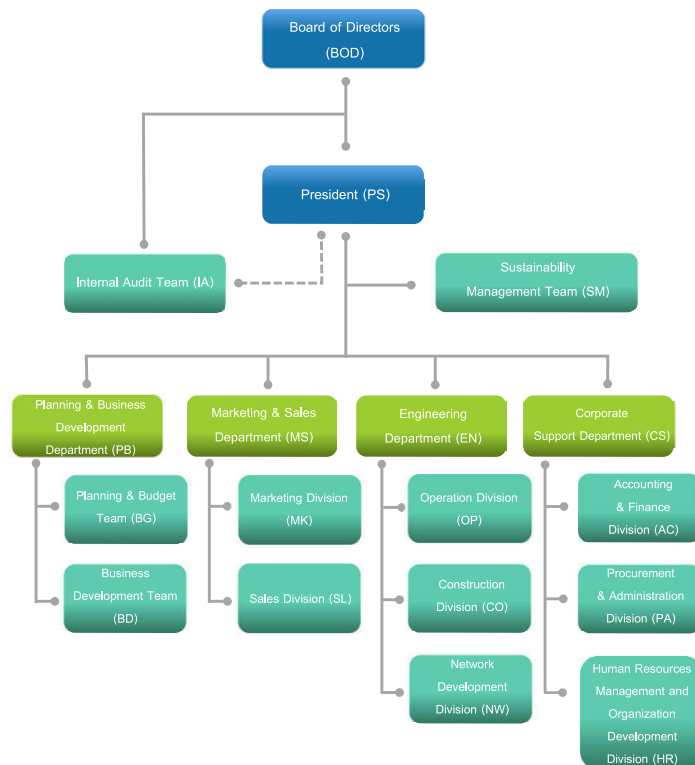 Board of Directors
(BOD)
President (PS)
Internal Audit Team (IA)
Sustainability
Management Team (SM)
Planning & Business
Development
Department (PB)
Marketing & Sales
Department (MS)
Engineering
Department (EN)
Corporate
Support Department (CS)
Planning & Budget
Team (BG)
Business
Development Team
(BD)
Marketing Division
(MK)
Sales Division (SL)
Operation Division
(OP)
Construction
Division (CO)
Network
Development
Division (NW)
Accounting
& Finance
Division (AC)
Procurement
& Administration
Division (PA)
Human Resources
Management and
Organization
Development
Division (HR)